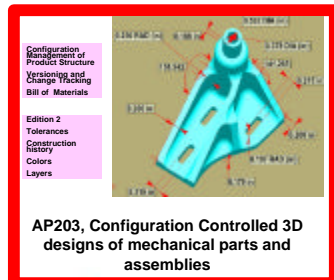 Configuration
Management of
Product Structure
Versioning and
Change Tracking
Bill of Materials
Edition 2
Tolerances
Construction
history
Colors
Layers
AP203, Configuration Controlled 3D
designs of mechanical parts and
assemblies